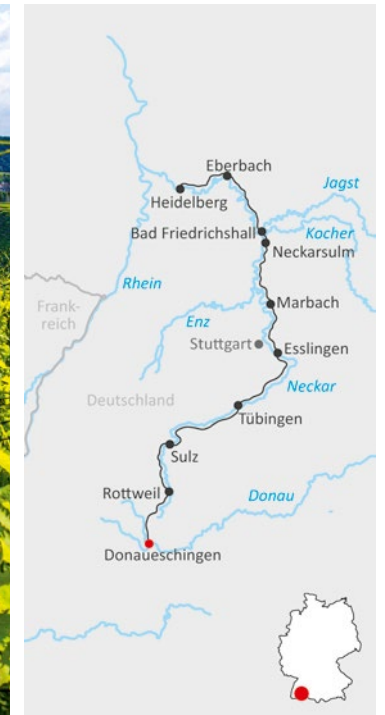 Eberbach
Jagst
Heidelberg
Kocher
Bad Friedrichshall
Neckarsulm
Rhein
Frank-
reich
Marbach
Enz
Stuttgart
Esslingen
Neckar
Deutschland
Tübingen
Sulz
Rottweil
Donau
Donaueschingen